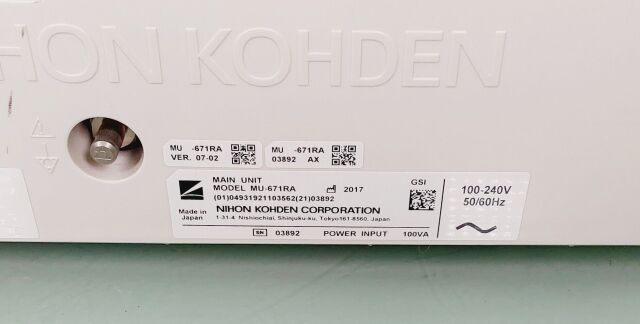 HON KOHDEN
MU -671RA
VER. 07-02
MU -671RA
03892 AX
MAIN UNIT
MODEL MU-671RA
2017
(01)04931921103562(21)03892
GSI
Made in
Japan
NIHON KOHDEN CORPORATION
1-31-4 Nishiochiai, Shinjuku-ku, Tokyo161-8560, Japan
SN 03892 POWER INPUT 100VA
100-240V
50/60Hz